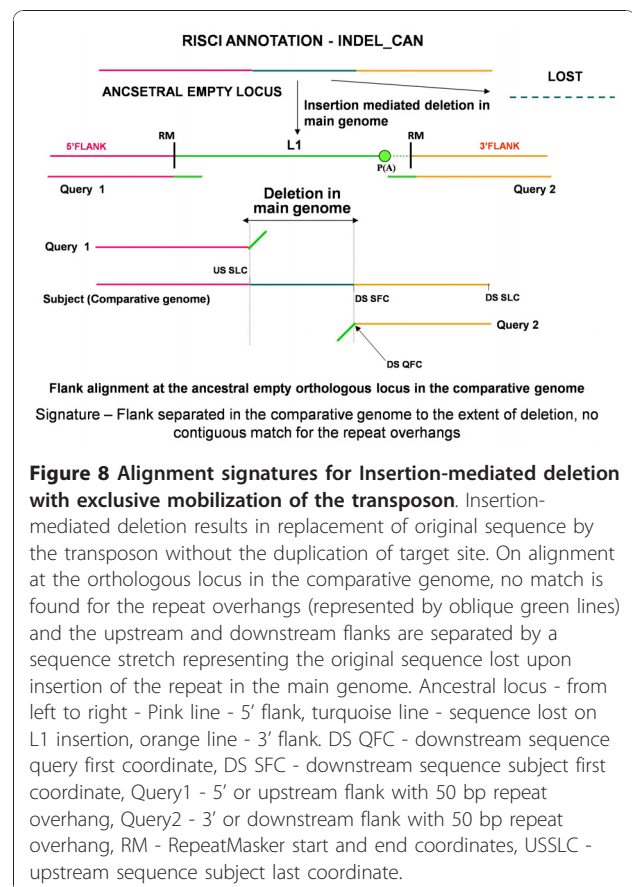 RISCI ANNOTATION - INDEL_CAN
LOST
ANCSETRAL EMPTY LOCUS
Insertion mediated deletion in
main genome
RM
L1
RM
5'FLANK
3'FLANK
P(A)
Query 1
Query 2
Deletion in
main genome
Query 1
US SLC
Subject (Comparative genome)
DS SFC
DS SLC
Query 2
DS QFC
Flank alignment at the ancestral empty orthologous locus in the comparative genome
Signature – Flank separated in the comparative genome to the extent of deletion, no
contiguous match for the repeat overhangs
Figure 8 Alignment signatures for Insertion-mediated deletion
with exclusive mobilization of the transposon. Insertion-
mediated deletion results in replacement of original sequence by
the transposon without the duplication of target site. On alignment
at the orthologous locus in the comparative genome, no match is
found for the repeat overhangs (represented by oblique green lines)
and the upstream and downstream flanks are separated by a
sequence stretch representing the original sequence lost upon
insertion of the repeat in the main genome. Ancestral locus - from
left to right - Pink line - 5' flank, turquoise line - sequence lost on
L1 insertion, orange line - 3' flank. DS QFC - downstream sequence
query first coordinate, DS SFC - downstream sequence subject first
coordinate, Query1 - 5' or upstream flank with 50 bp repeat
overhang, Query2 - 3' or downstream flank with 50 bp repeat
overhang, RM - RepeatMasker start and end coordinates, USSLC -
upstream sequence subject last coordinate.